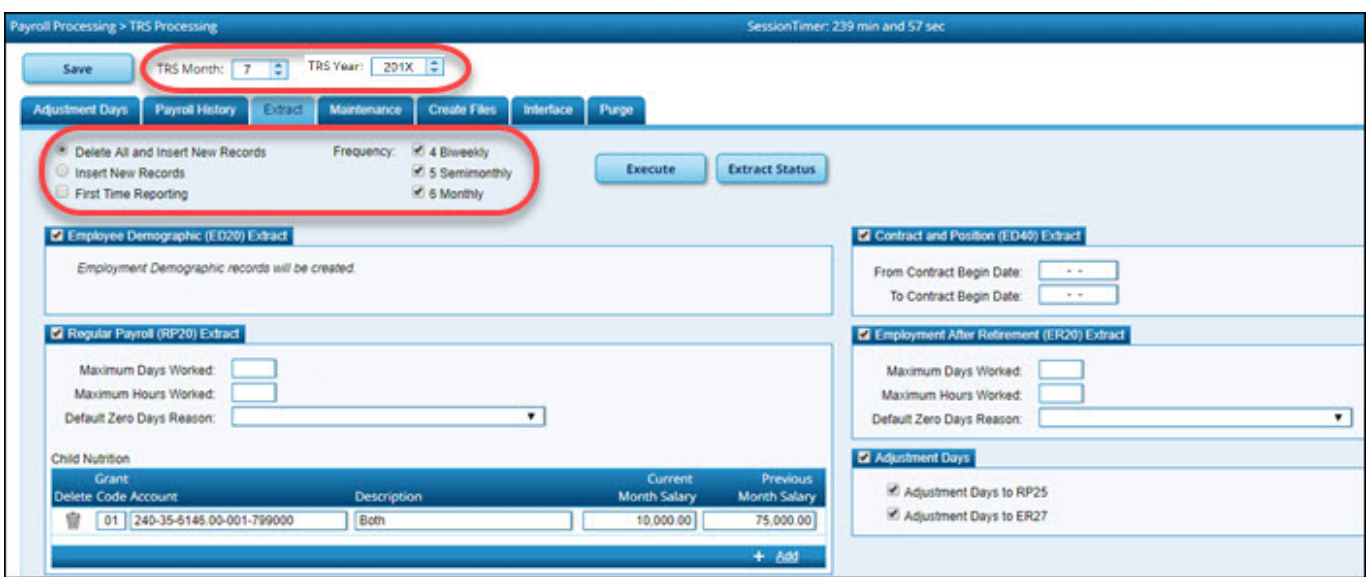 Payroll Processing > TRS Processing SessionTimer: 239 min and 57 sec
Save TRS Month: 7 TRS Year: 201X
Adjustment Days Payroll History Extract Maintenance Create Files Interface Purge
Delete All and Insert New Records Frequency: 4 Biweekly
Insert New Records 5 Semimonthly Execute Extract Status
First Time Reporting 6 Monthly
Employee Demographic (ED20) Extract Contract and Position (ED40) Extract
Employment Demographic records will be created. From Contract Begin Date: - -
To Contract Begin Date: - -
Regular Payroll (RP20) Extract Employment After Retirement (ER20) Extract
Maximum Days Worked: Maximum Days Worked:
Maximum Hours Worked: Maximum Hours Worked:
Default Zero Days Reason: Default Zero Days Reason:
Child Nutrition Adjustment Days
Grant Current Previous
Delete Code Account Description Month Salary Month Salary
Adjustment Days to RP25
01 240-35-6146.00-001-799000 Both 10,000.00 75,000.00
Adjustment Days to ER27
+ Add